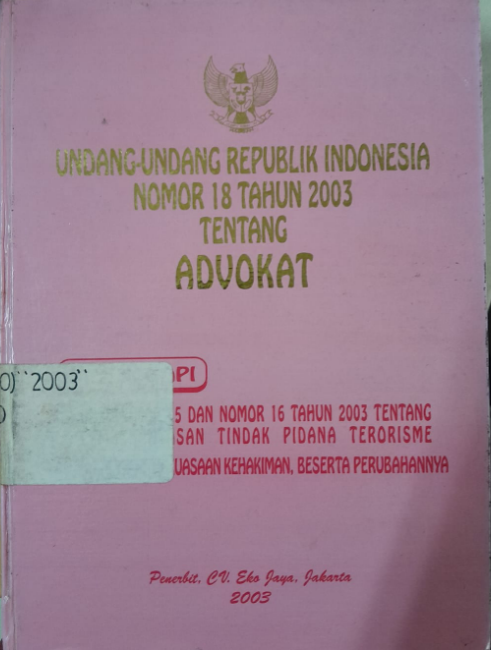 UNDANG-UNDANG REPUBLIK INDONESIA
NOMOR 18 TAHUN 2003
TENTANG
ADVOKAT
0)"2003"
5 DAN NOMOR 16 TAHUN 2003 TENTANG
SAN TINDAK PIDANA TERORISME
UASAAN KEHAKIMAN, BESERTA PERUBAHANNYA
Penerbit, CV. Eko Jaya, Jakarta
2003